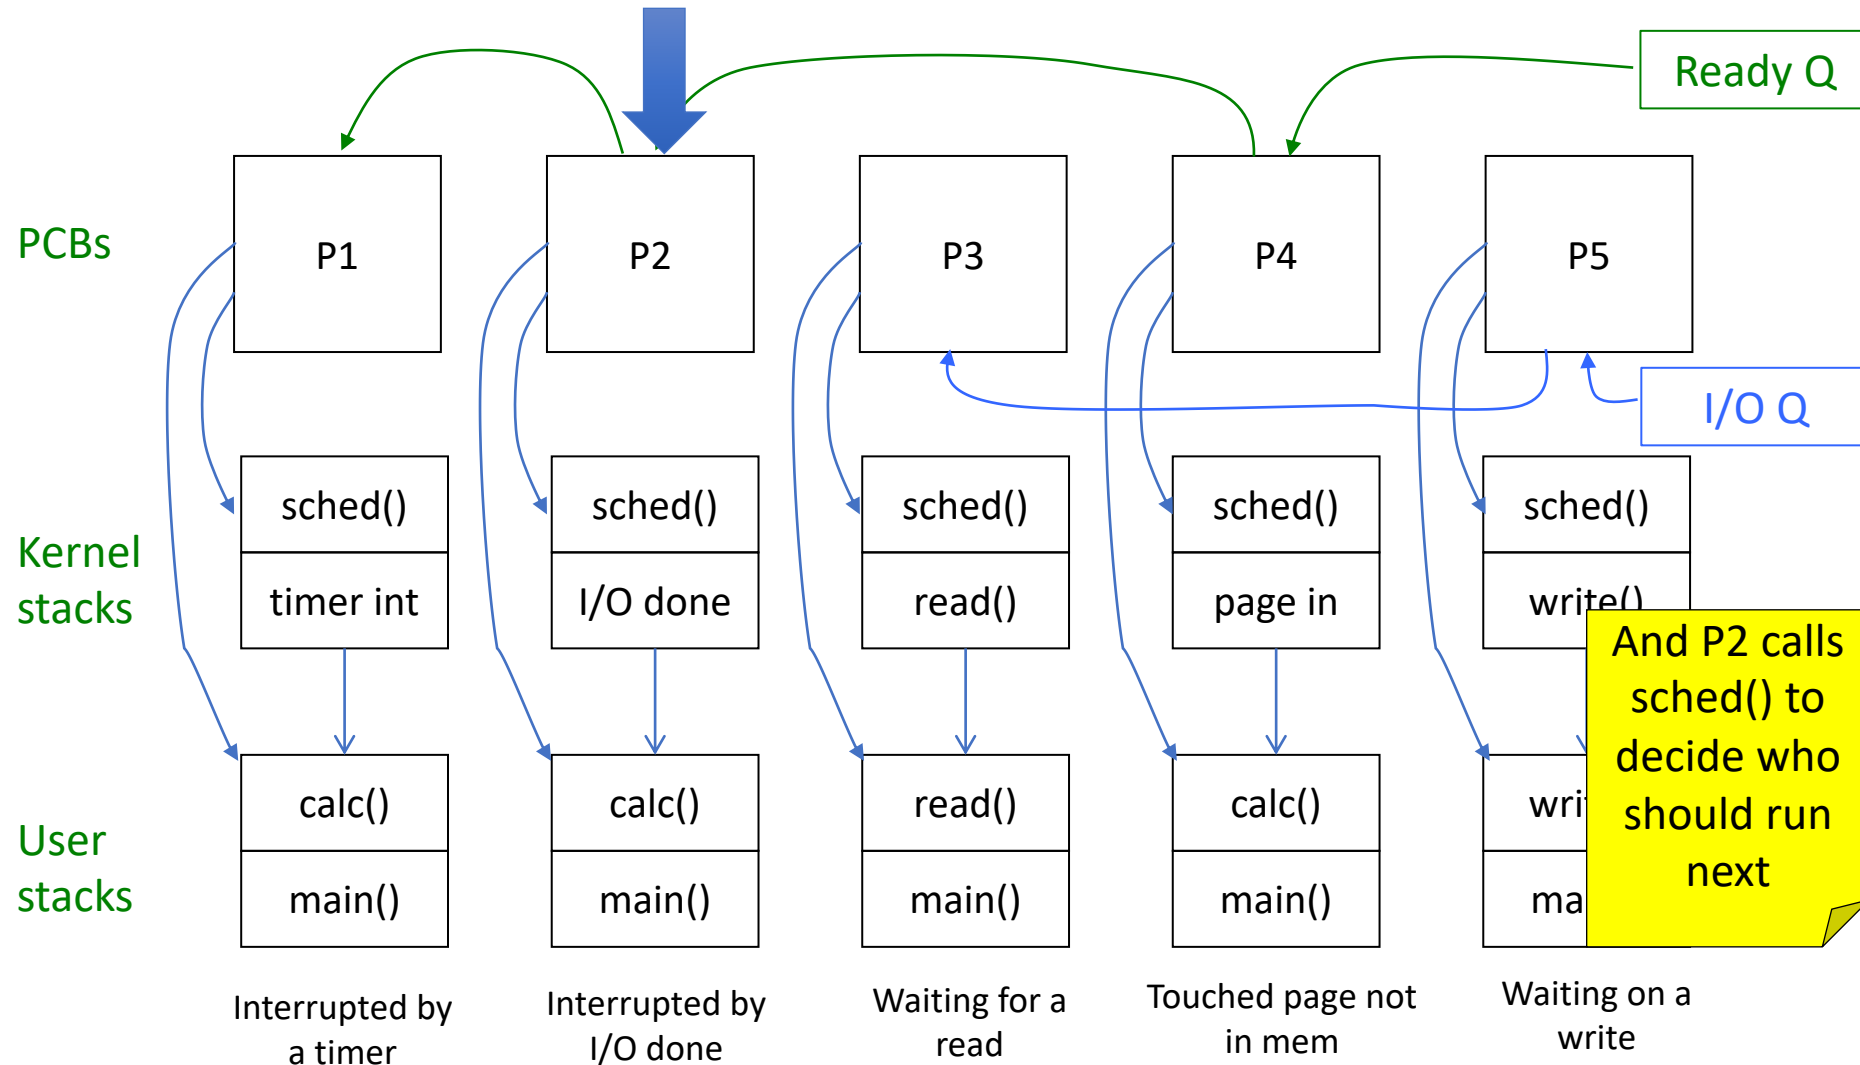 Ready Q
PCBs
P1
P2
P3
P4
P5
I/O Q
Kernel
stacks
sched()
sched()
sched()
sched()
sched()
timer int
I/O done
read()
page in
write()
And P2 calls
sched() to
decide who
should run
next
User
stacks
calc()
calc()
read()
calc()
wri
main()
main()
main()
main()
ma
Interrupted by
a timer
Interrupted by
I/O done
Waiting for a
read
Touched page not
in mem
Waiting on a
write